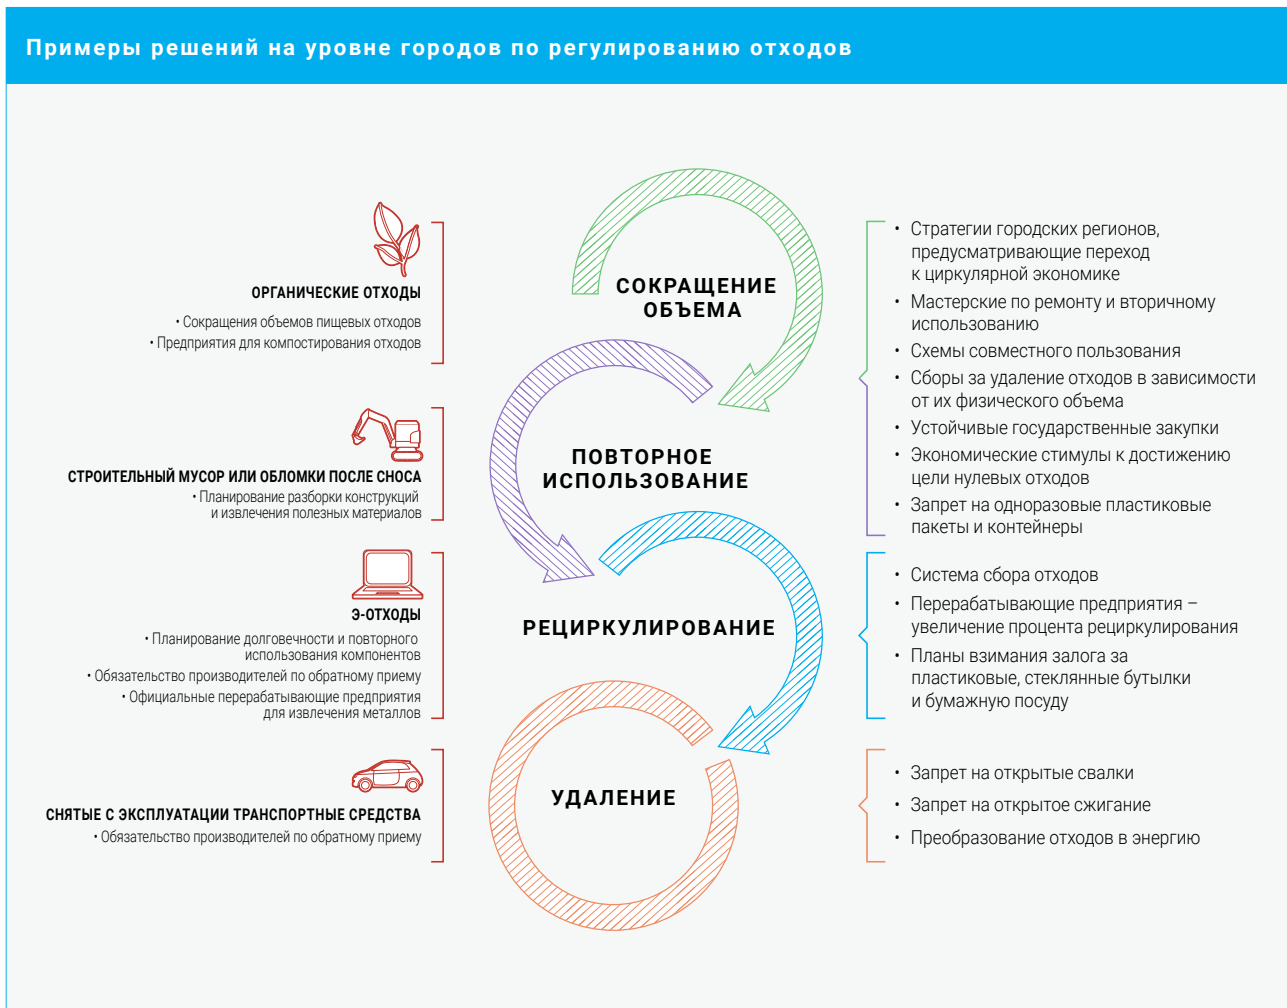 Примеры решений на уровне городов по регулированию отходов
ОРГАНИЧЕСКИЕ ОТХОДЫ
• Сокращения объемов пищевых отходов
• Предприятия для компостирования отходов
СТРОИТЕЛЬНЫЙ МУСОР ИЛИ ОБЛОМКИ ПОСЛЕ СНОСА
• Планирование разборки конструкций
и извлечения полезных материалов
Э-ОТХОДЫ
• Планирование долговечности и повторного
использования компонентов
• Обязательство производителей по обратному приему
• Официальные перерабатывающие предприятия
для извлечения металлов
СНЯТЫЕ С ЭКСПЛУАТАЦИИ ТРАНСПОРТНЫЕ СРЕДСТВА
• Обязательство производителей по обратному приему
СОКРАЩЕНИЕ
ОБЪЕМА
ПОВТОРНОЕ
ИСПОЛЬЗОВАНИЕ
РЕЦИРКУЛИРОВАНИЕ
УДАЛЕНИЕ
• Стратегии городских регионов,
предусматривающие переход
к циркулярной экономике
• Мастерские по ремонту и вторичному
использованию
• Схемы совместного пользования
• Сборы за удаление отходов в зависимости
от их физического объема
• Устойчивые государственные закупки
• Экономические стимулы к достижению
цели нулевых отходов
• Запрет на одноразовые пластиковые
пакеты и контейнеры
• Система сбора отходов
• Перерабатывающие предприятия –
увеличение процента рециркулирования
• Планы взимания залога за
пластиковые, стеклянные бутылки
и бумажную посуду
• Запрет на открытые свалки
• Запрет на открытое сжигание
• Преобразование отходов в энергию